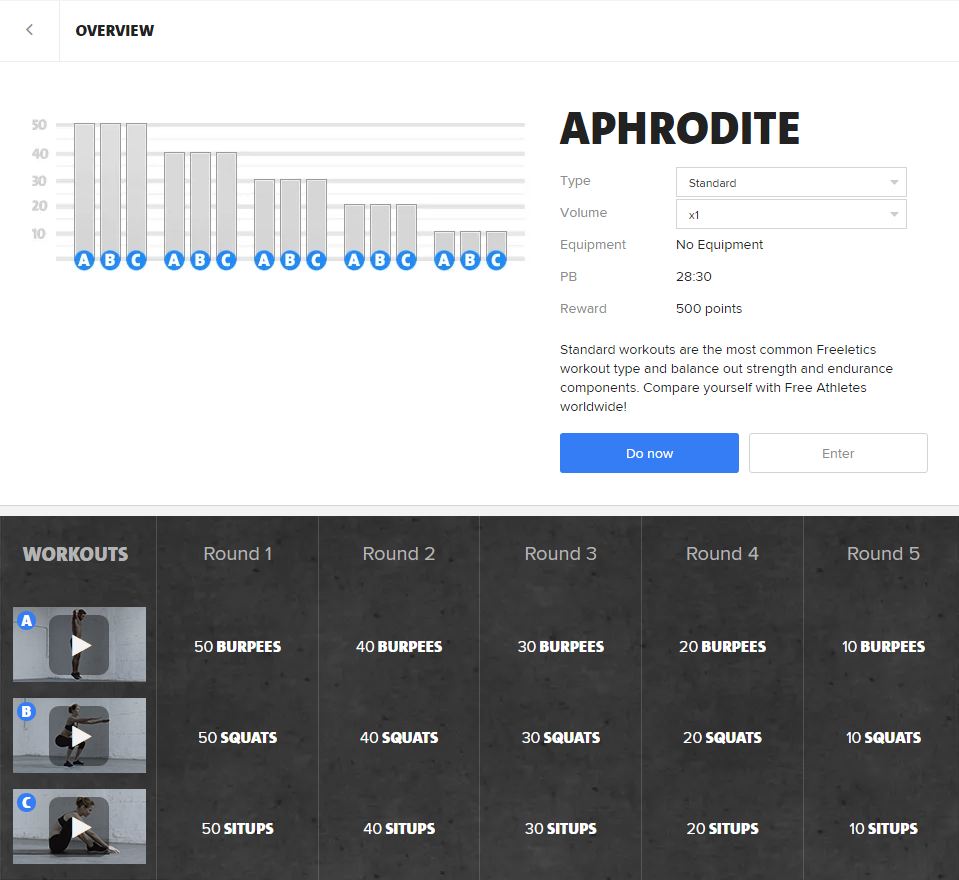 OVERVIEW
50
40
30
20
10
A B C A B C A B C A B C A B C
APHRODITE
Type Standard
Volume x1
Equipment No Equipment
PB 28:30
Reward 500 points
Standard workouts are the most common Freeletics
workout type and balance out strength and endurance
components. Compare yourself with Free Athletes
worldwide!
Do now Enter
WORKOUTS Round 1 Round 2 Round 3 Round 4 Round 5
A 50 BURPEES 40 BURPEES 30 BURPEES 20 BURPEES 10 BURPEES
B 50 SQUATS 40 SQUATS 30 SQUATS 20 SQUATS 10 SQUATS
C 50 SITUPS 40 SITUPS 30 SITUPS 20 SITUPS 10 SITUPS